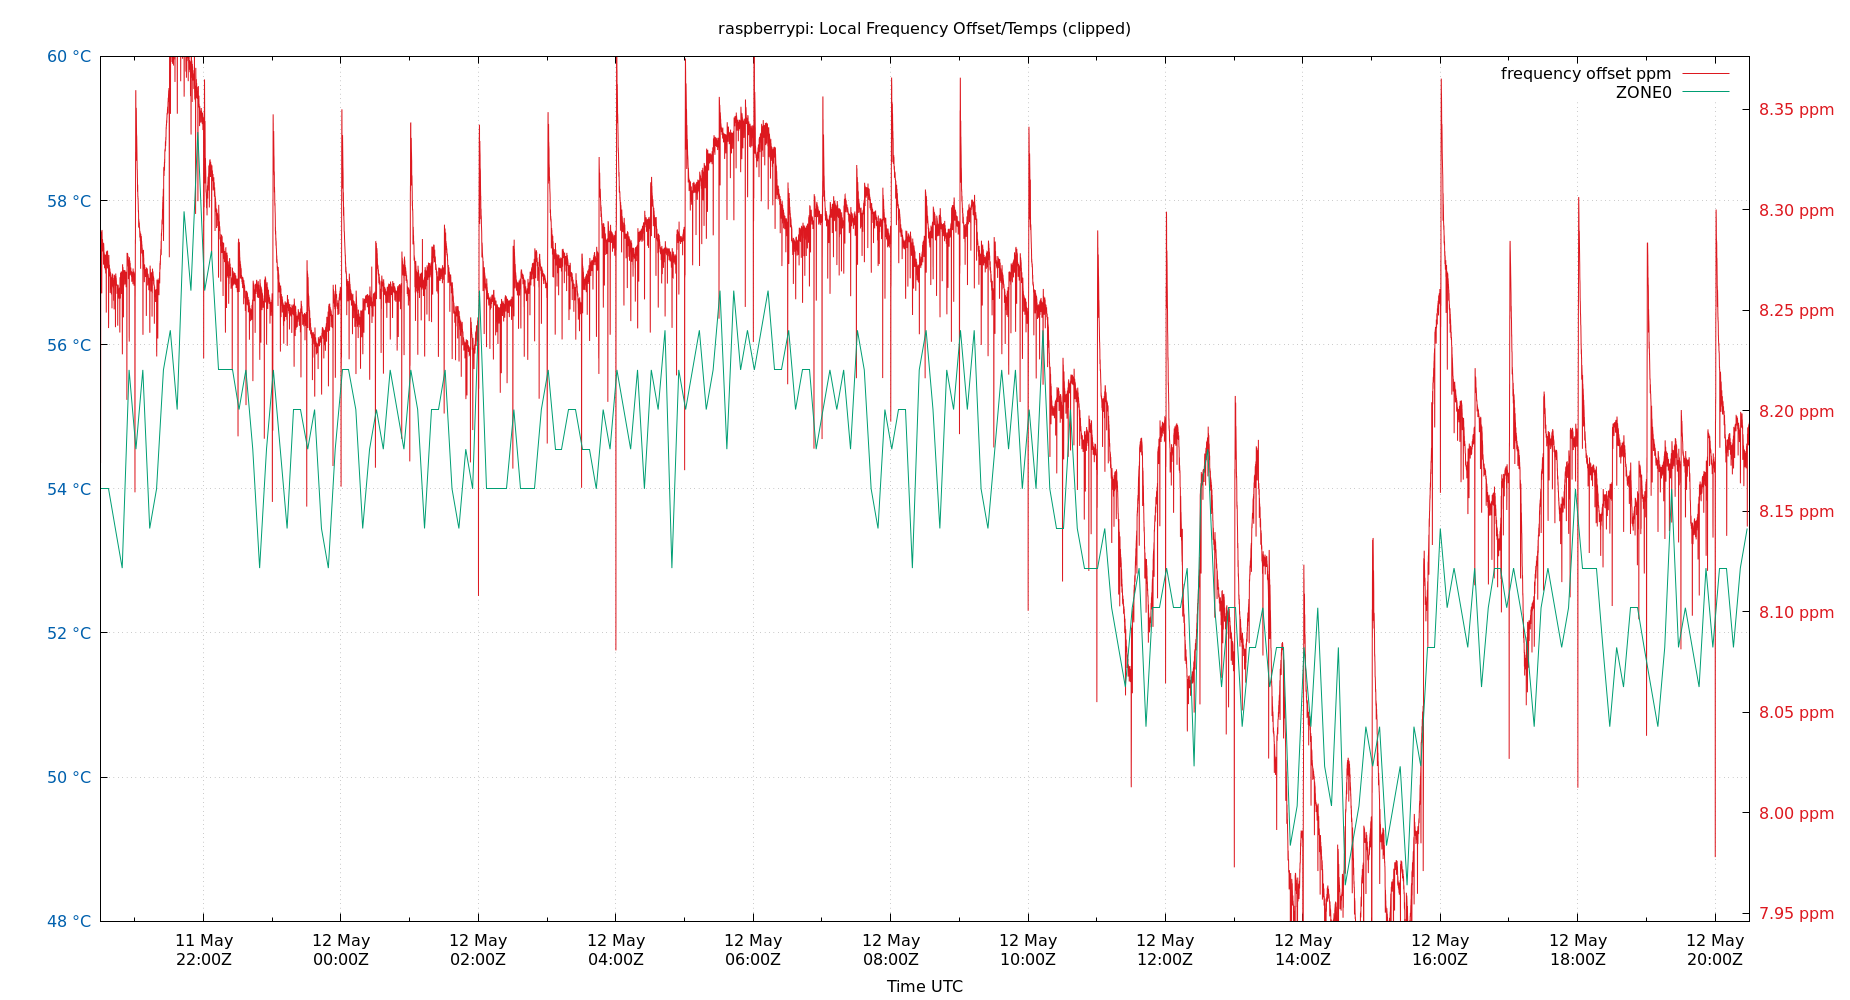 raspberrypi: Local Frequency Offset/Temps (clipped)
60 °C
58 °C
56 °C
54 °C
52 °C
50 °C
48 °C
frequency offset ppm
ZONE0
8.35 ppm
8.30 ppm
8.25 ppm
8.20 ppm
8.15 ppm
8.10 ppm
8.05 ppm
8.00 ppm
7.95 ppm
11 May 12 May 12 May 12 May 12 May 12 May 12 May 12 May 12 May 12 May 12 May 12 May
22:00Z 00:00Z 02:00Z 04:00Z 06:00Z 08:00Z 10:00Z 12:00Z 14:00Z 16:00Z 18:00Z 20:00Z
Time UTC